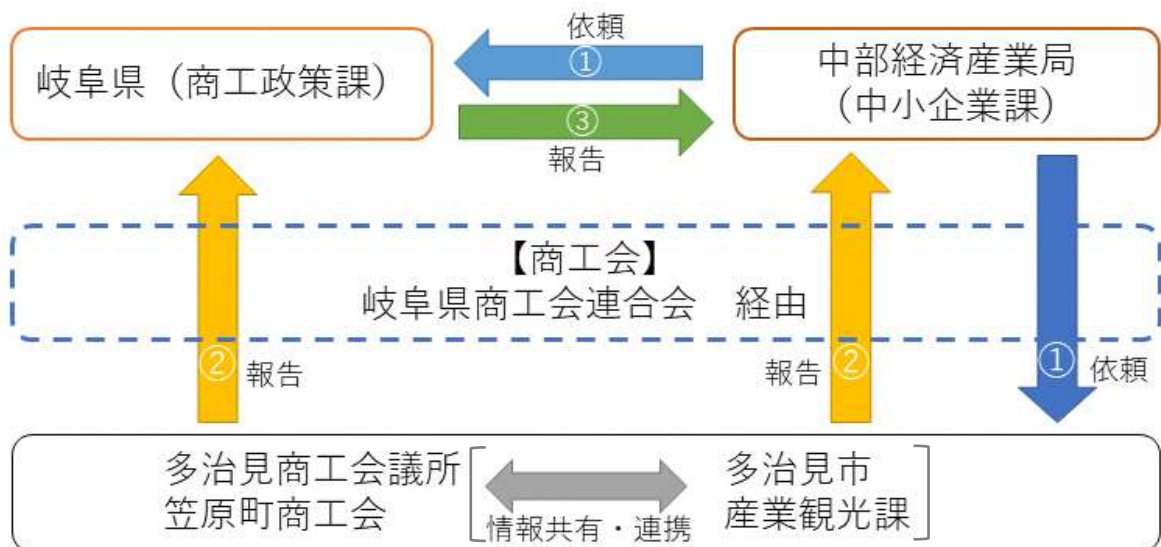 依頼
①
岐阜県（商工政策課）
中部経済産業局
（中小企業課）
③
報告
【商工会】
岐阜県商工会連合会　経由
②
報告
報告
②
①
依頼
多治見商工会議所
笠原町商工会
情報共有・連携
多治見市
産業観光課